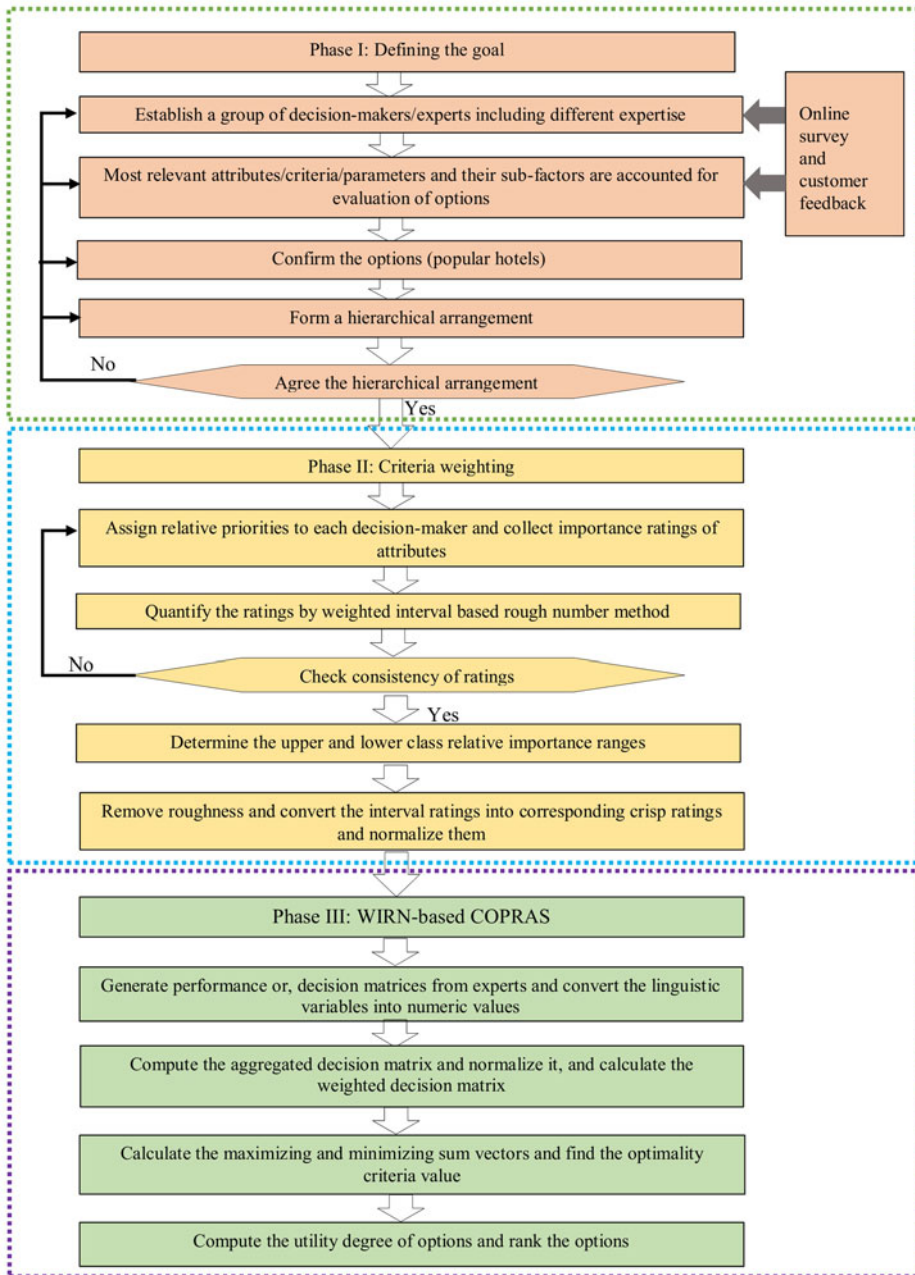 Phase I: Defining the goal
Establish a group of decision-makers/experts including different expertise
Online
survey
and
customer
feedback
Most relevant attributes/criteria/parameters and their sub-factors are accounted for
evaluation of options
Confirm the options (popular hotels)
Form a hierarchical arrangement
No
Agree the hierarchical arrangement
Yes
Phase II: Criteria weighting
Assign relative priorities to each decision-maker and collect importance ratings of
attributes
Quantify the ratings by weighted interval based rough number method
No
Check consistency of ratings
Yes
Determine the upper and lower class relative importance ranges
Remove roughness and convert the interval ratings into corresponding crisp ratings
and normalize them
Phase III: WIRN-based COPRAS
Generate performance or, decision matrices from experts and convert the linguistic
variables into numeric values
Compute the aggregated decision matrix and normalize it, and calculate the
weighted decision matrix
Calculate the maximizing and minimizing sum vectors and find the optimality
criteria value
Compute the utility degree of options and rank the options